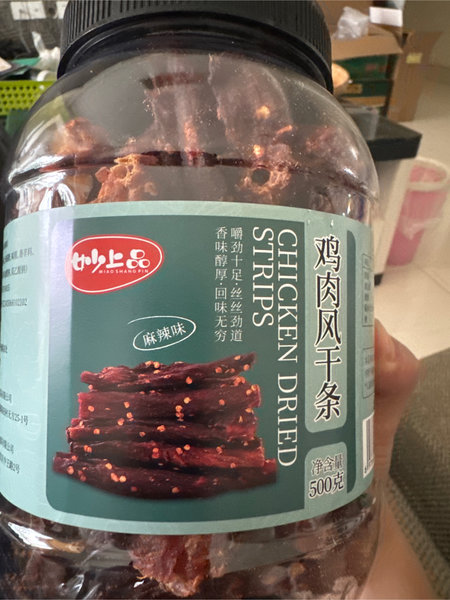 妙上品
MIAO SHANG PIN
麻辣味
鸡肉风干条
CHICKEN DRIED
STRIPS
嚼劲十足·丝丝劲道
香味醇厚·回味无穷
净含量
500克